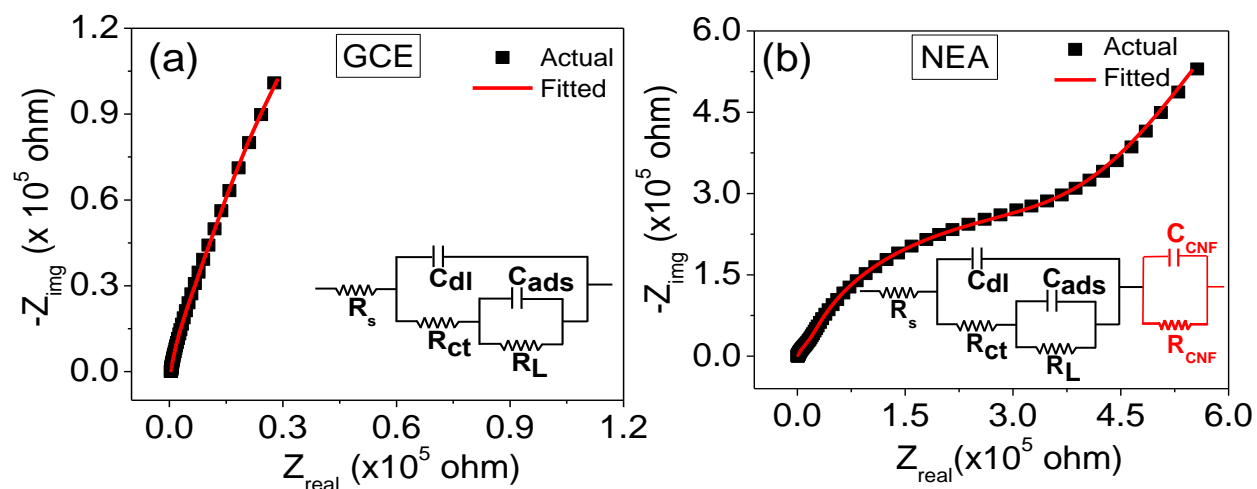 (a)
GCE
Actual
Fitted
-Z_img (x 10^5 ohm)
1.2
0.9
0.6
0.3
0.0
0.0 0.3 0.6 0.9 1.2
Z_real (x10^5 ohm)
R_s
C_dl
C_ads
R_ct
R_L
(b)
NEA
Actual
Fitted
-Z_img (x10^5 ohm)
6.0
4.5
3.0
1.5
0.0
0.0 1.5 3.0 4.5 6.0
Z_real(x10^5 ohm)
R_s
C_dl
C_ads
R_ct
R_L
C_CNF
R_CNF